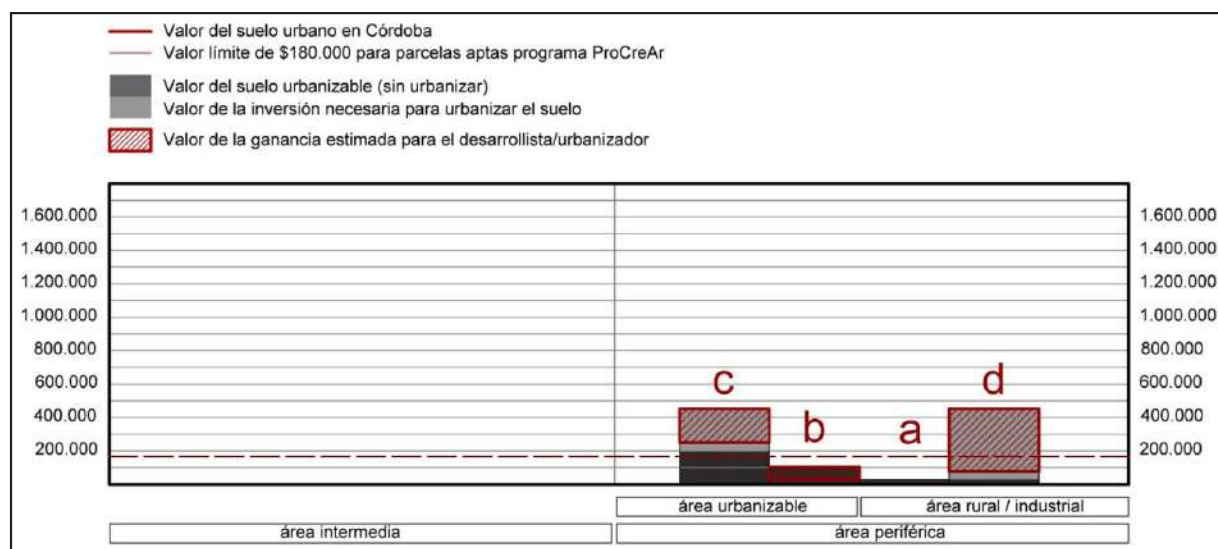 Valor del suelo urbano en Córdoba
Valor límite de $180.000 para parcelas aptas programa ProCreAr
Valor del suelo urbanizable (sin urbanizar)
Valor de la inversión necesaria para urbanizar el suelo
Valor de la ganancia estimada para el desarrollista/urbanizador
1.600.000 1.600.000
1.400.000 1.400.000
1.200.000 1.200.000
1.000.000 1.000.000
800.000 800.000
600.000 c d 600.000
400.000 b a 400.000
200.000 200.000
área urbanizable área rural / industrial
área intermedia área periférica